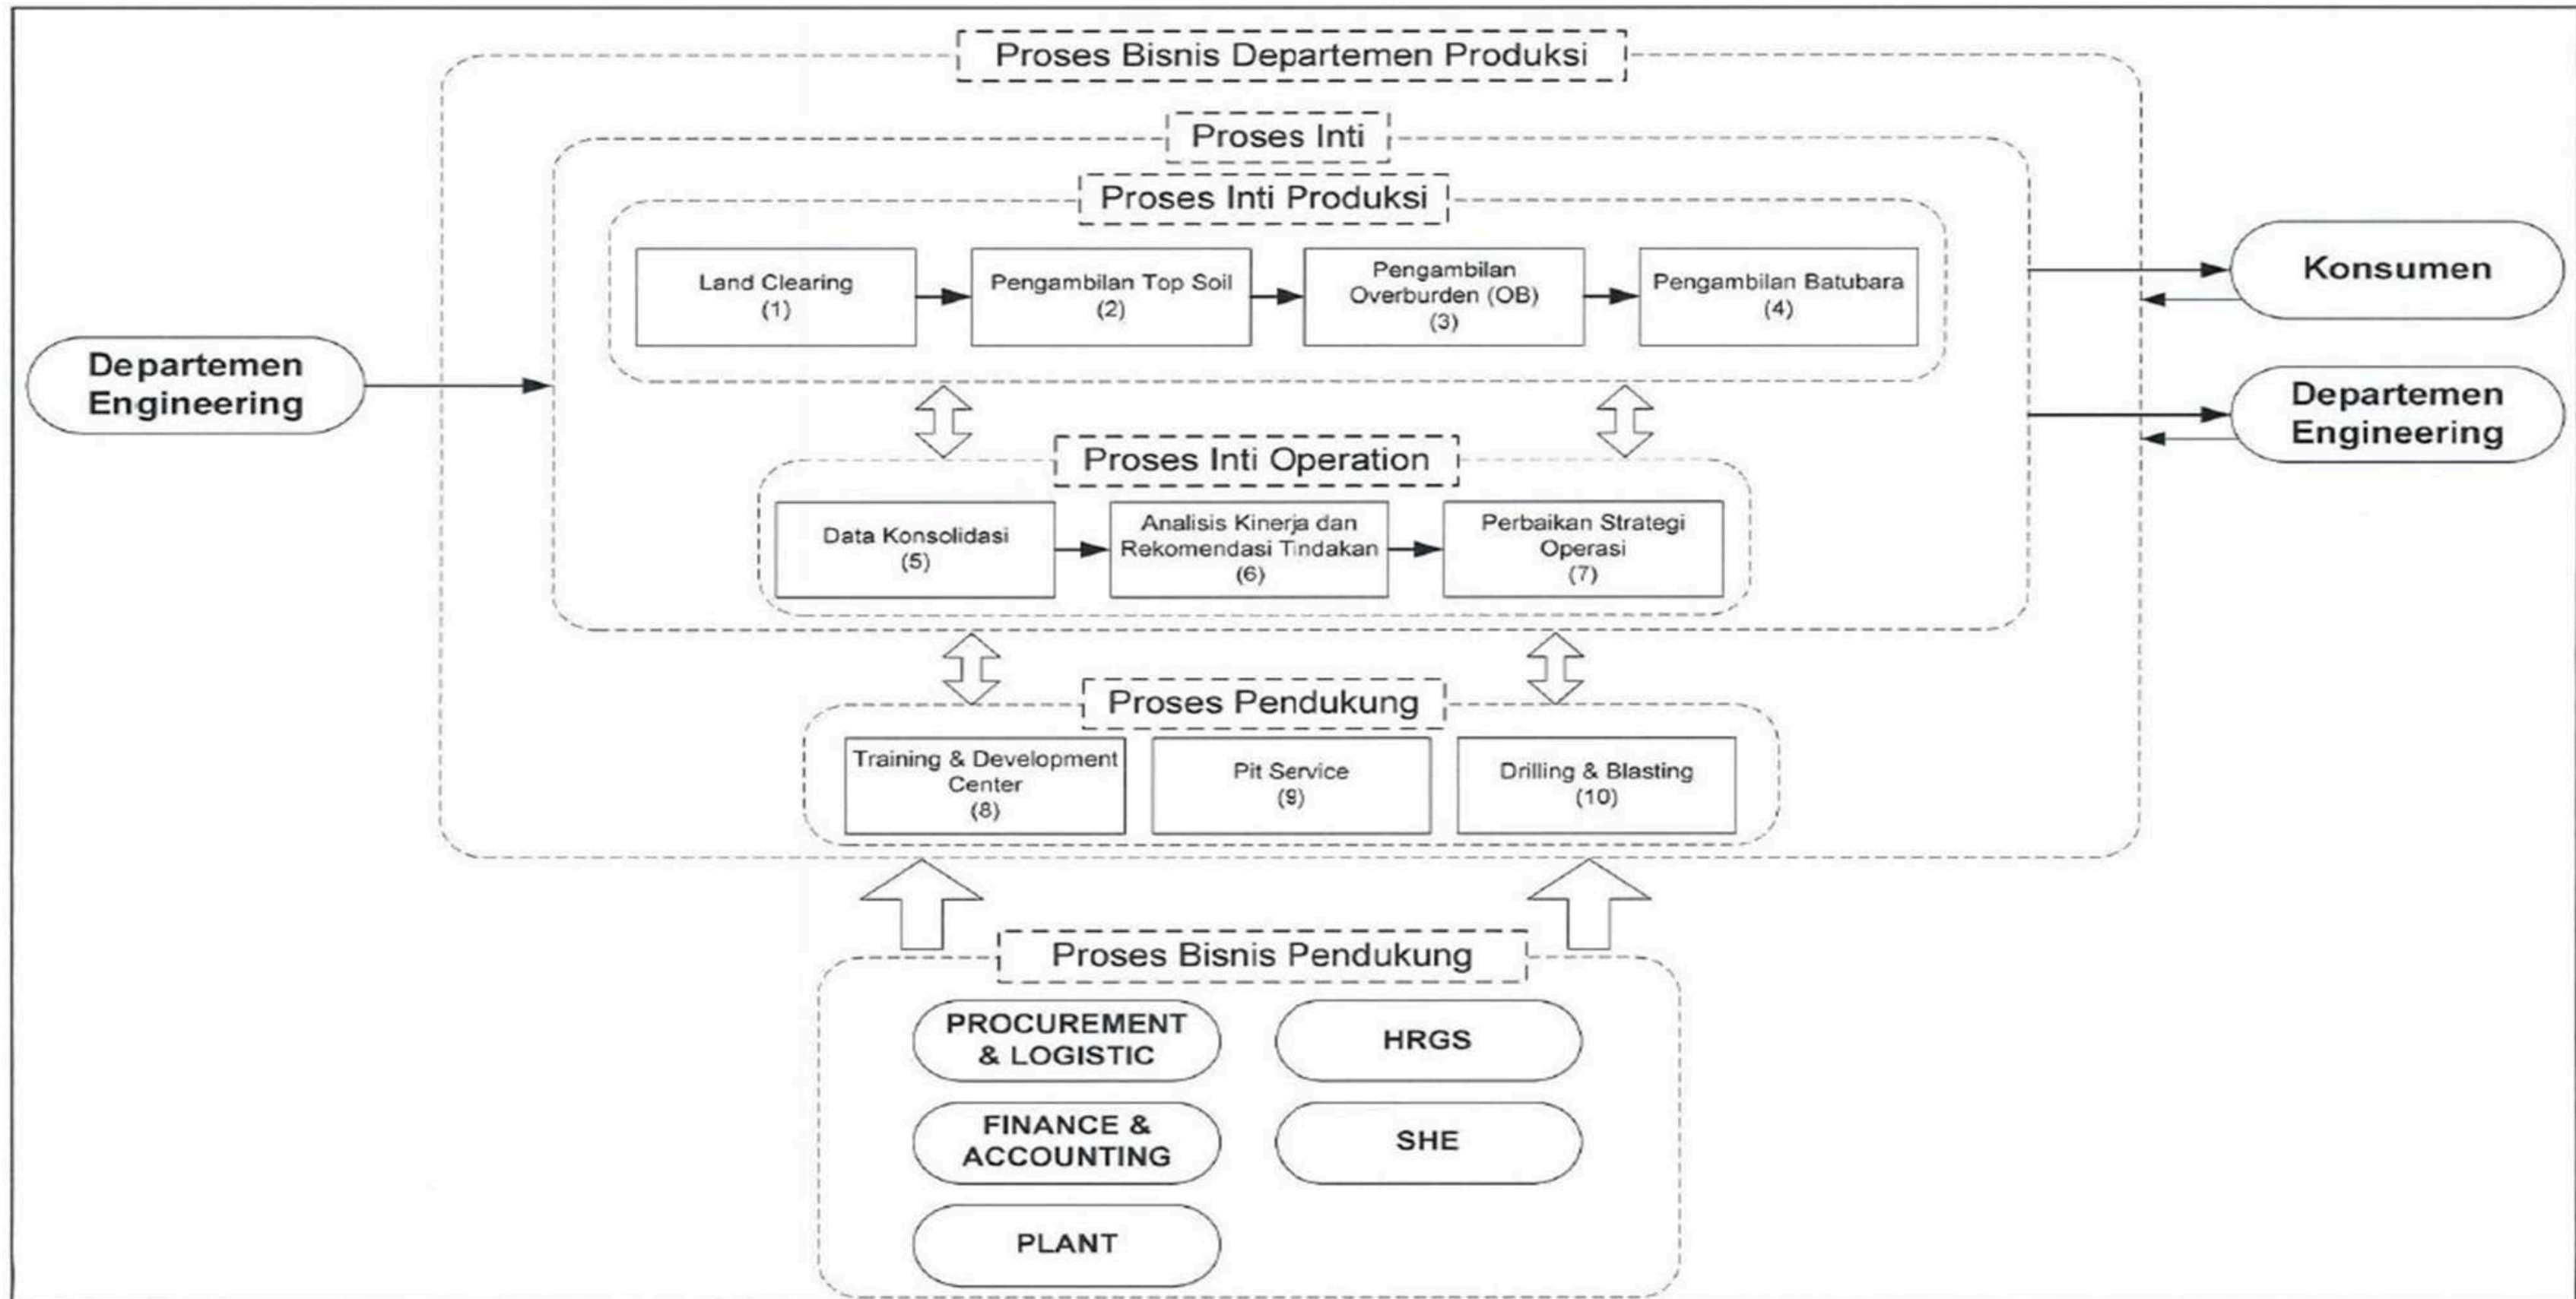 Proses Bisnis Departemen Produksi
Proses Inti
Proses Inti Produksi
Land Clearing
(1)
Pengambilan Top Soil
(2)
Pengambilan
Overburden (OB)
(3)
Pengambilan Batubara
(4)
Departemen
Engineering
Konsumen
Departemen
Engineering
Proses Inti Operation
Data Konsolidasi
(5)
Analisis Kinerja dan
Rekomendasi Tindakan
(6)
Perbaikan Strategi
Operasi
(7)
Proses Pendukung
Training & Development
Center
(8)
Pit Service
(9)
Drilling & Blasting
(10)
Proses Bisnis Pendukung
PROCUREMENT
& LOGISTIC
HRGS
FINANCE &
ACCOUNTING
SHE
PLANT